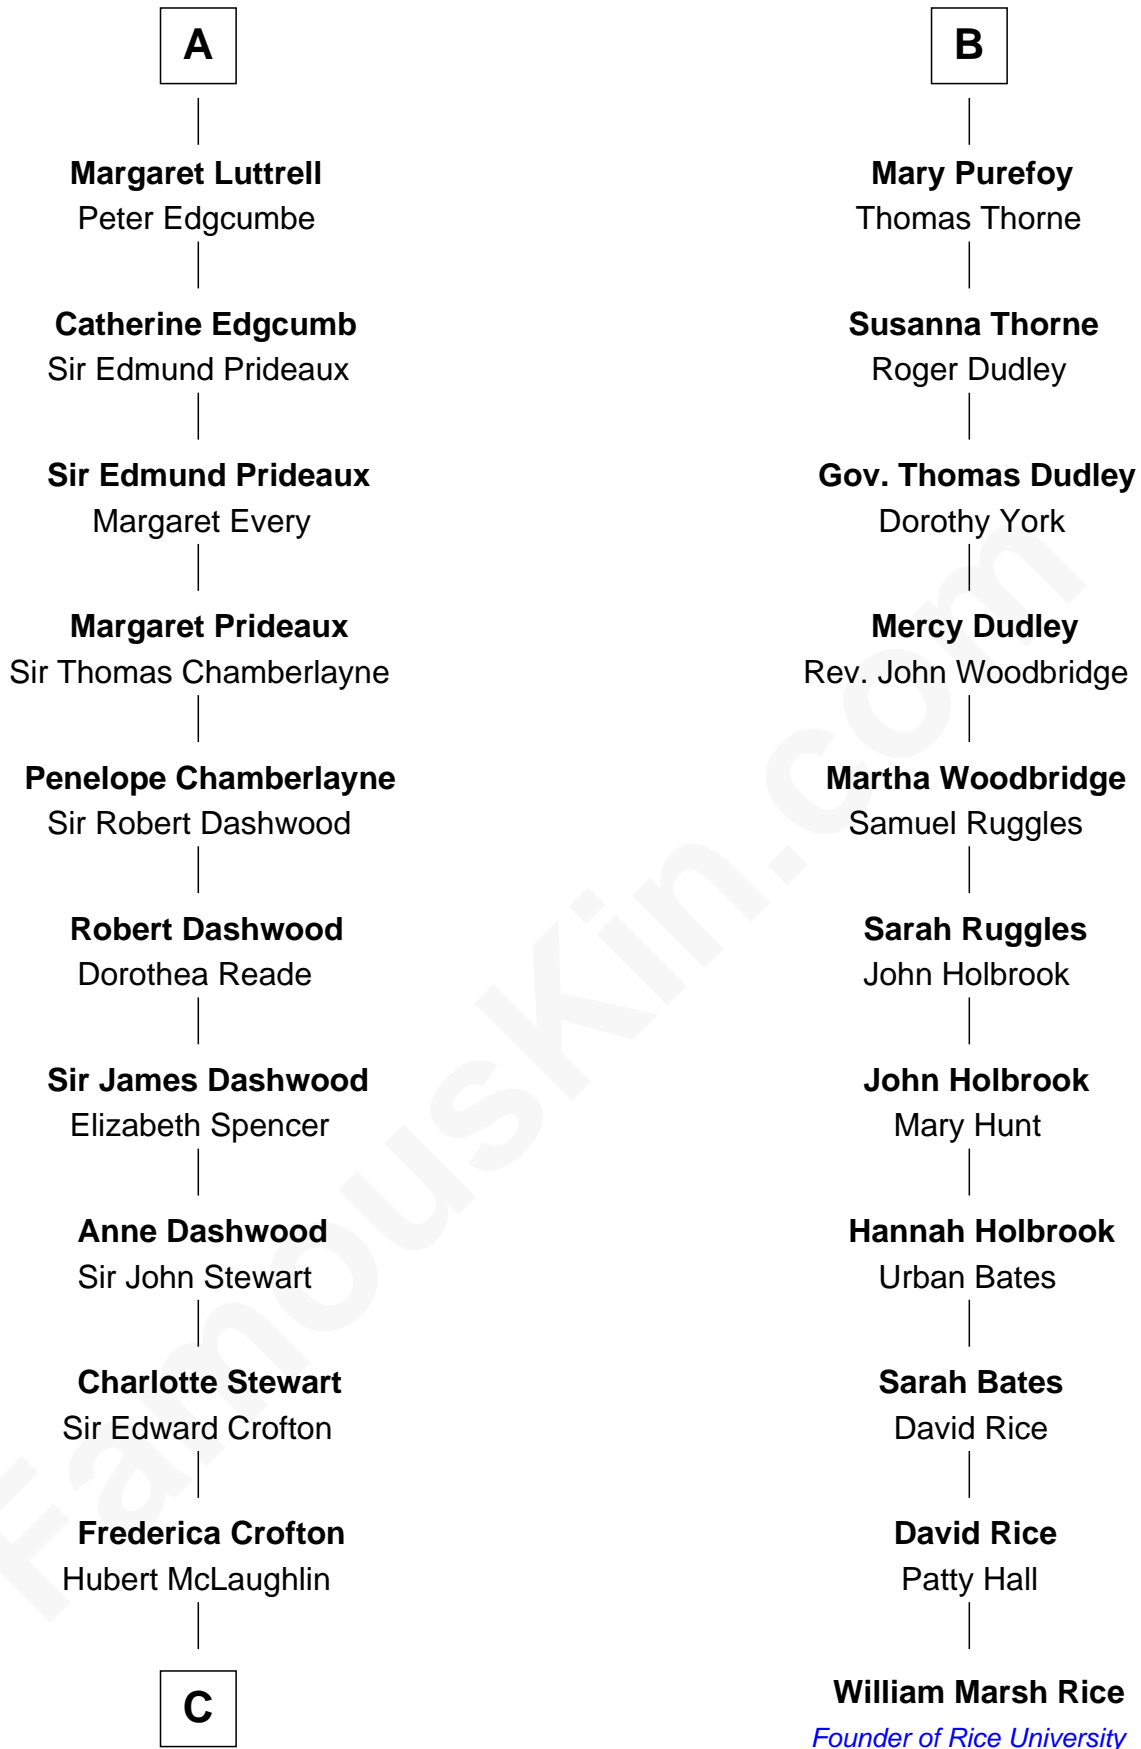 A
Margaret Luttrell
Peter Edgcumbe
Catherine Edgcumb
Sir Edmund Prideaux
Sir Edmund Prideaux
Margaret Every
Margaret Prideaux
Sir Thomas Chamberlayne
Penelope Chamberlayne
Sir Robert Dashwood
Robert Dashwood
Dorothea Reade
Sir James Dashwood
Elizabeth Spencer
Anne Dashwood
Sir John Stewart
Charlotte Stewart
Sir Edward Crofton
Frederica Crofton
Hubert McLaughlin
C
B
Mary Purefoy
Thomas Thorne
Susanna Thorne
Roger Dudley
Gov. Thomas Dudley
Dorothy York
Mercy Dudley
Rev. John Woodbridge
Martha Woodbridge
Samuel Ruggles
Sarah Ruggles
John Holbrook
John Holbrook
Mary Hunt
Hannah Holbrook
Urban Bates
Sarah Bates
David Rice
David Rice
Patty Hall
William Marsh Rice
Founder of Rice University
FamousKin.com